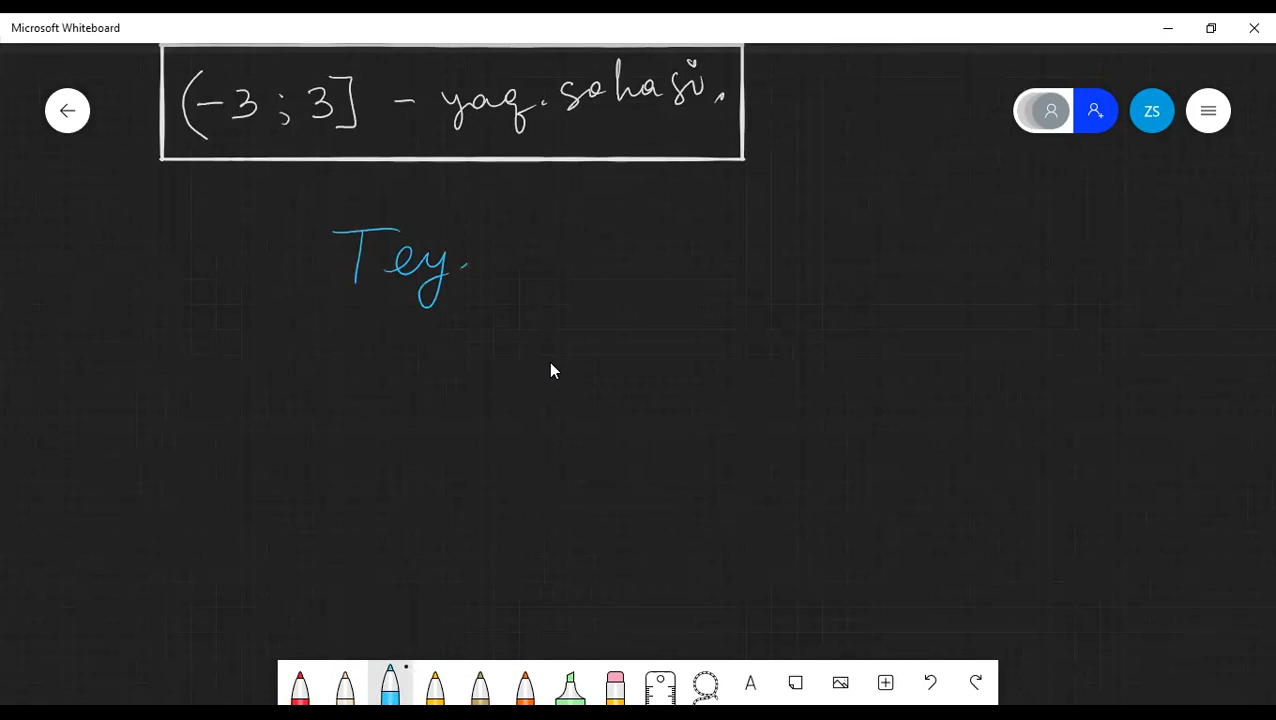 Microsoft Whiteboard
(-3 ; 3] - yaq. sohasi.
ZS
Tey.
A